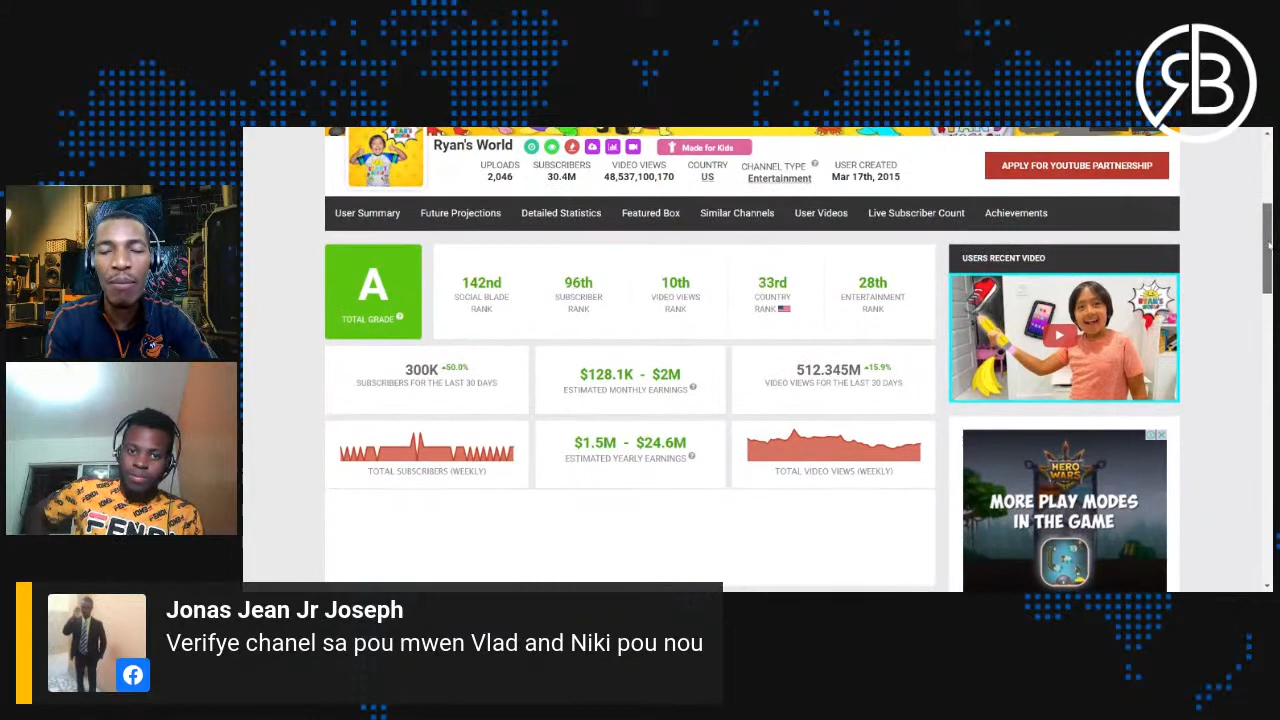 RB
Ryan's World
Made for Kids
UPLOADS
2,046
SUBSCRIBERS
30.4M
VIDEO VIEWS
48,537,100,170
COUNTRY
US
CHANNEL TYPE
Entertainment
USER CREATED
Mar 17th, 2015
APPLY FOR YOUTUBE PARTNERSHIP
User Summary
Future Projections
Detailed Statistics
Featured Box
Similar Channels
User Videos
Live Subscriber Count
Achievements
A
TOTAL GRADE
142nd
SOCIAL BLADE
RANK
96th
SUBSCRIBER
RANK
10th
VIDEO VIEWS
RANK
33rd
COUNTRY
RANK
28th
ENTERTAINMENT
RANK
USERS RECENT VIDEO
300K +50.0%
SUBSCRIBERS FOR THE LAST 30 DAYS
$128.1K - $2M
ESTIMATED MONTHLY EARNINGS
512.345M +15.9%
VIDEO VIEWS FOR THE LAST 30 DAYS
TOTAL SUBSCRIBERS (WEEKLY)
$1.5M - $24.6M
ESTIMATED YEARLY EARNINGS
TOTAL VIDEO VIEWS (WEEKLY)
HERO
WARS
MORE PLAY MODES
IN THE GAME
FENDI
Jonas Jean Jr Joseph
Verifye chanel sa pou mwen Vlad and Niki pou nou